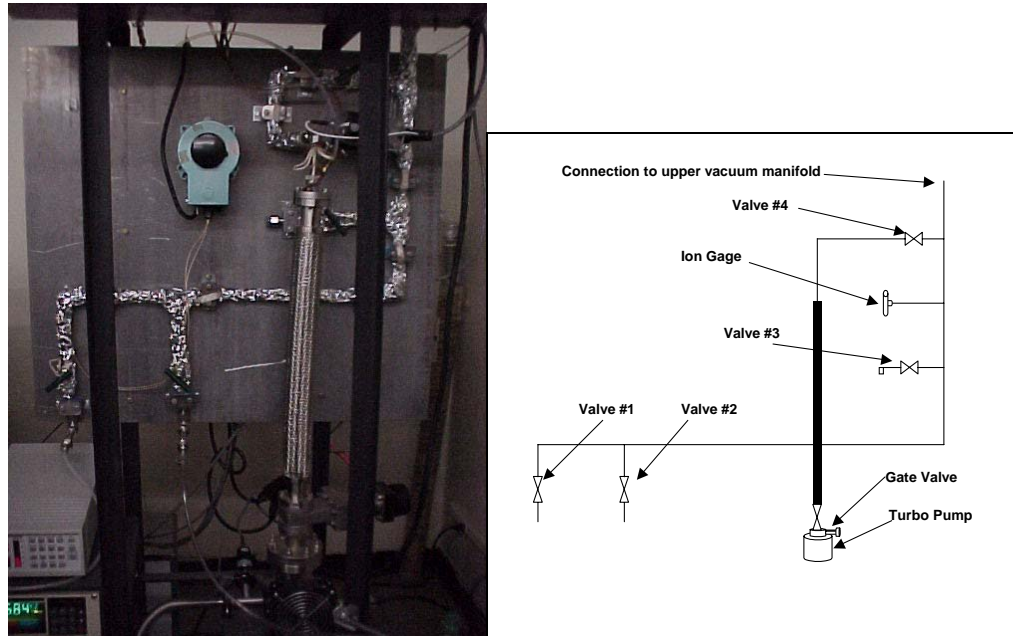 Connection to upper vacuum manifold
Valve #4
Ion Gage
Valve #3
Valve #1
Valve #2
Gate Valve
Turbo Pump